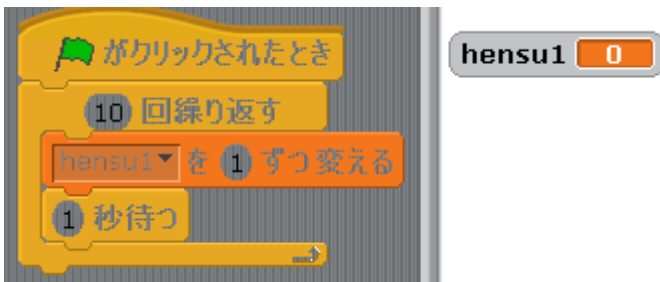 がクリックされたとき
10 回繰り返す
hensu1 を 1 ずつ変える
1 秒待つ
hensu1 0